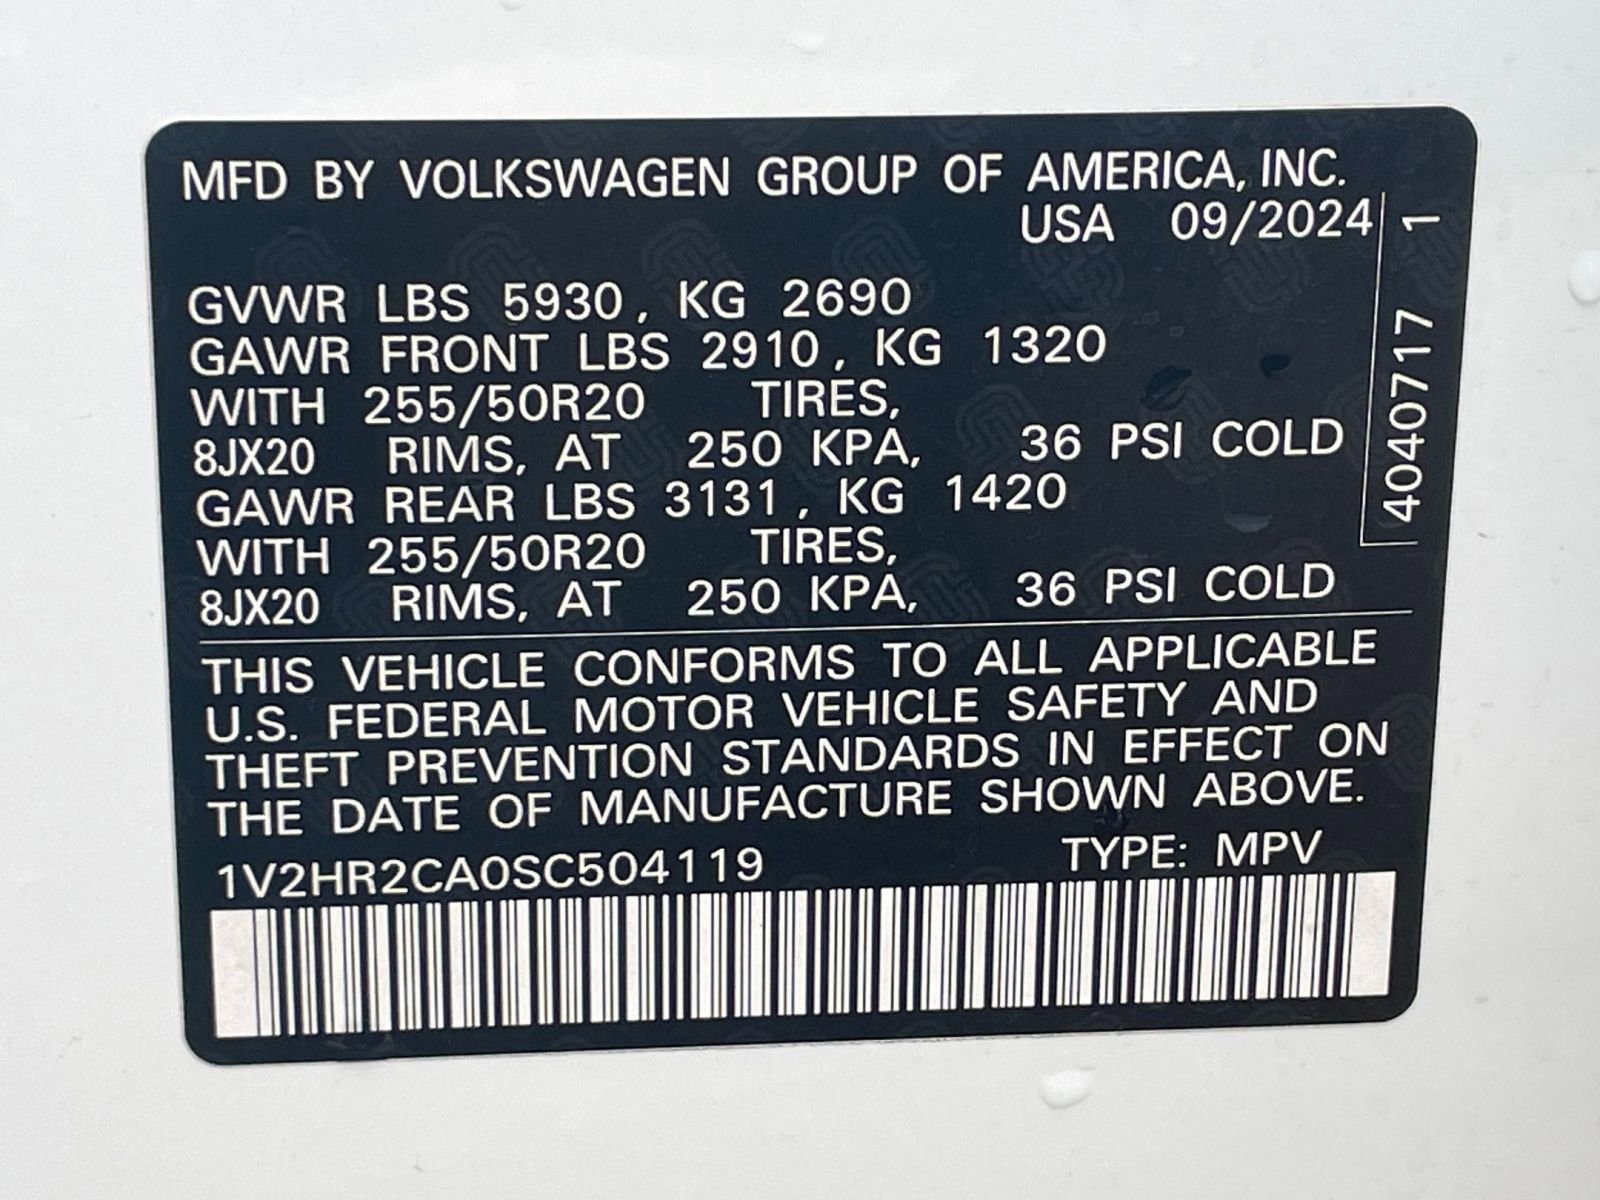 MFD BY VOLKSWAGEN GROUP OF AMERICA, INC.
USA 09/2024
GVWR LBS 5930, KG 2690
GAWR FRONT LBS 2910, KG 1320
WITH 255/50R20 TIRES,
8JX20 RIMS, AT 250 KPA, 36 PSI COLD
GAWR REAR LBS 3131, KG 1420
WITH 255/50R20 TIRES,
8JX20 RIMS, AT 250 KPA, 36 PSI COLD
4040717 1
THIS VEHICLE CONFORMS TO ALL APPLICABLE
U.S. FEDERAL MOTOR VEHICLE SAFETY AND
THEFT PREVENTION STANDARDS IN EFFECT ON
THE DATE OF MANUFACTURE SHOWN ABOVE.
1V2HR2CA0SC504119 TYPE: MPV